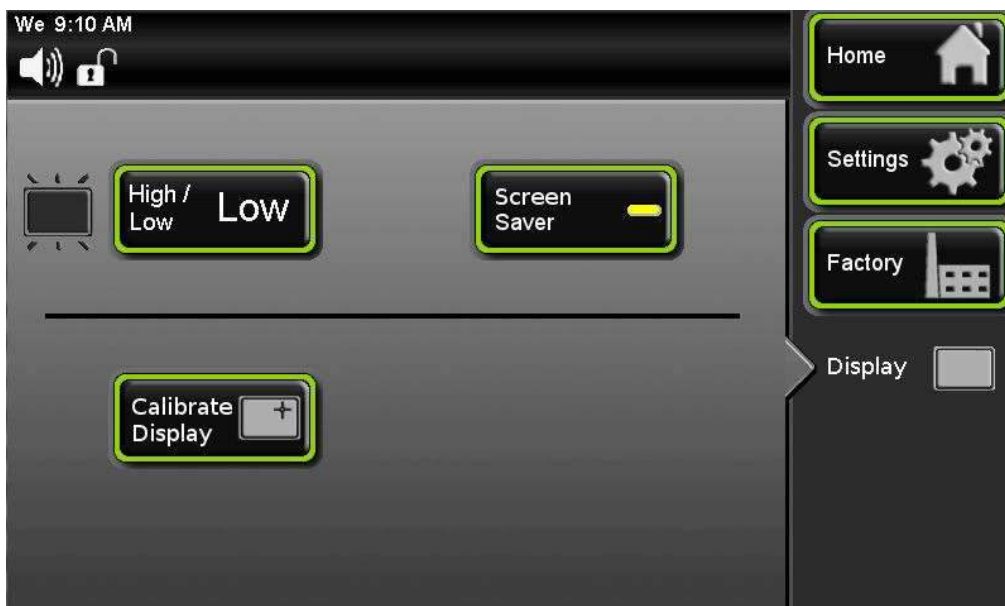 We 9:10 AM
Home
Settings
Factory
Display
High /
Low
Low
Screen
Saver
Calibrate
Display